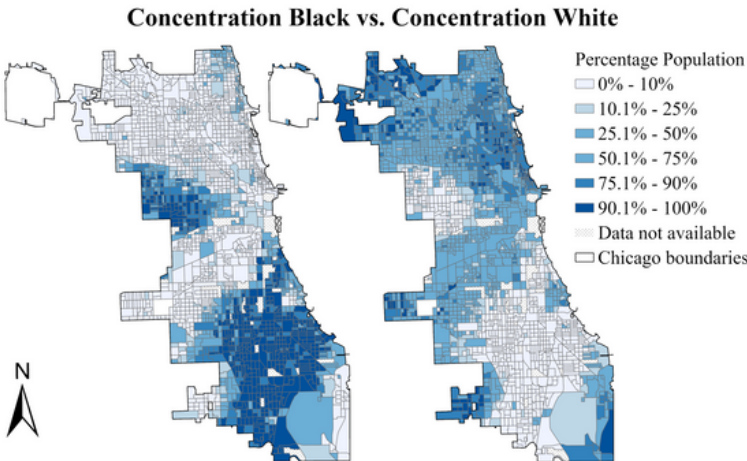 Concentration Black vs. Concentration White
Percentage Population
0% - 10%
10.1% - 25%
25.1% - 50%
50.1% - 75%
75.1% - 90%
90.1% - 100%
Data not available
Chicago boundaries
N